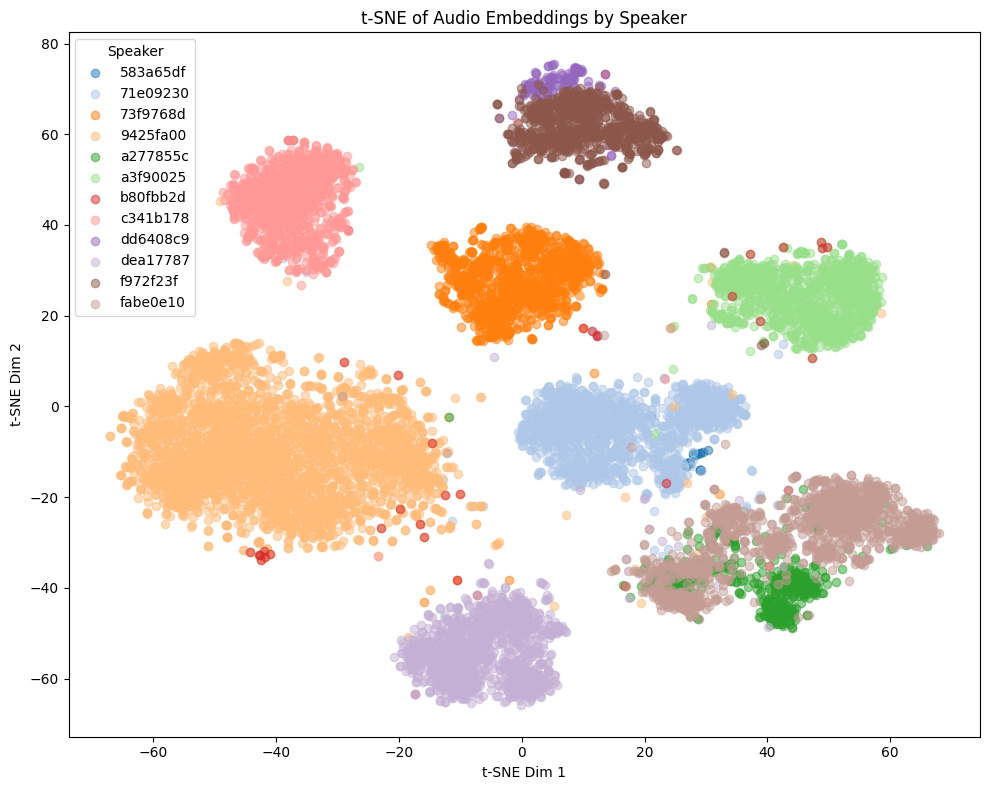 t-SNE of Audio Embeddings by Speaker
Speaker
583a65df
71e09230
73f9768d
9425fa00
a277855c
a3f90025
b80fbb2d
c341b178
dd6408c9
dea17787
f972f23f
fabe0e10
80
60
40
20
0
−20
−40
−60
t-SNE Dim 2
−60
−40
−20
0
20
40
60
t-SNE Dim 1